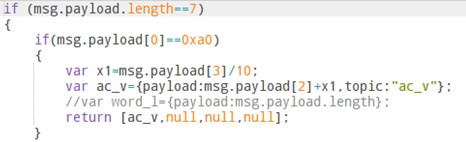 if (msg.payload.length==7)
{
if(msg.payload[0]==0xa0)
{
var x1=msg.payload[3]/10;
var ac_v={payload:msg.payload[2]+x1,topic:"ac_v"};
//var word_l={payload:msg.payload.length};
return [ac_v,null,null,null];
}